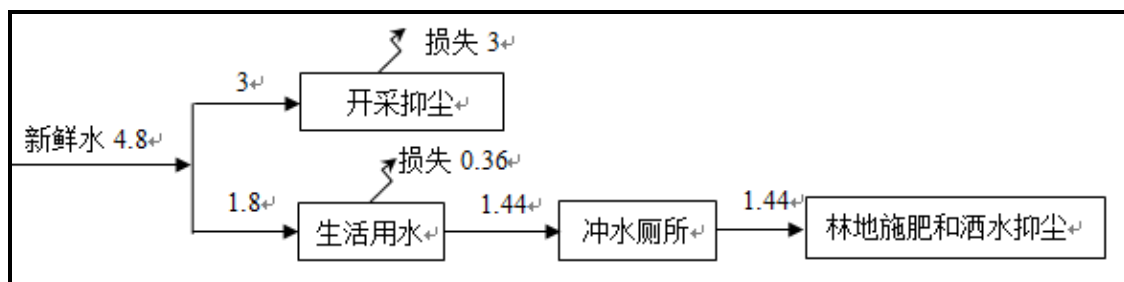 损失 3
3
开采抑尘
新鲜水 4.8
损失 0.36
1.8
1.44
1.44
生活用水
冲水厕所
林地施肥和洒水抑尘